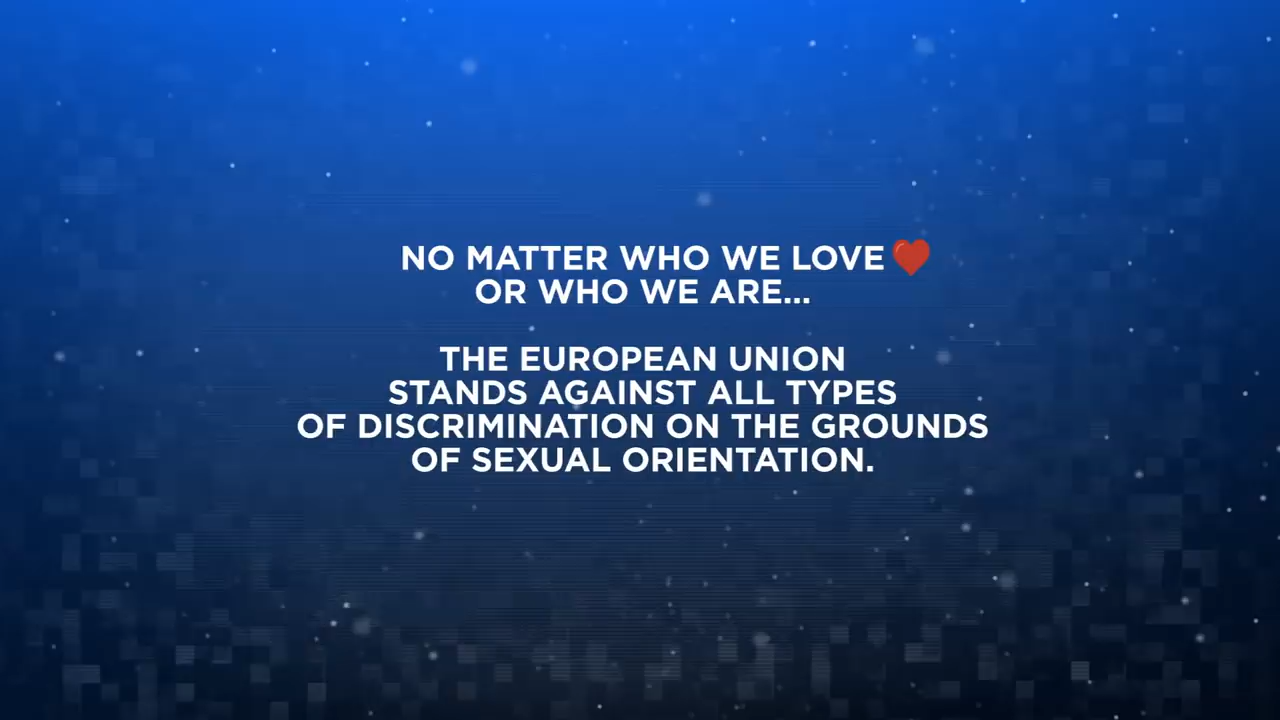 NO MATTER WHO WE LOVE❤️
OR WHO WE ARE...
THE EUROPEAN UNION
STANDS AGAINST ALL TYPES
OF DISCRIMINATION ON THE GROUNDS
OF SEXUAL ORIENTATION.